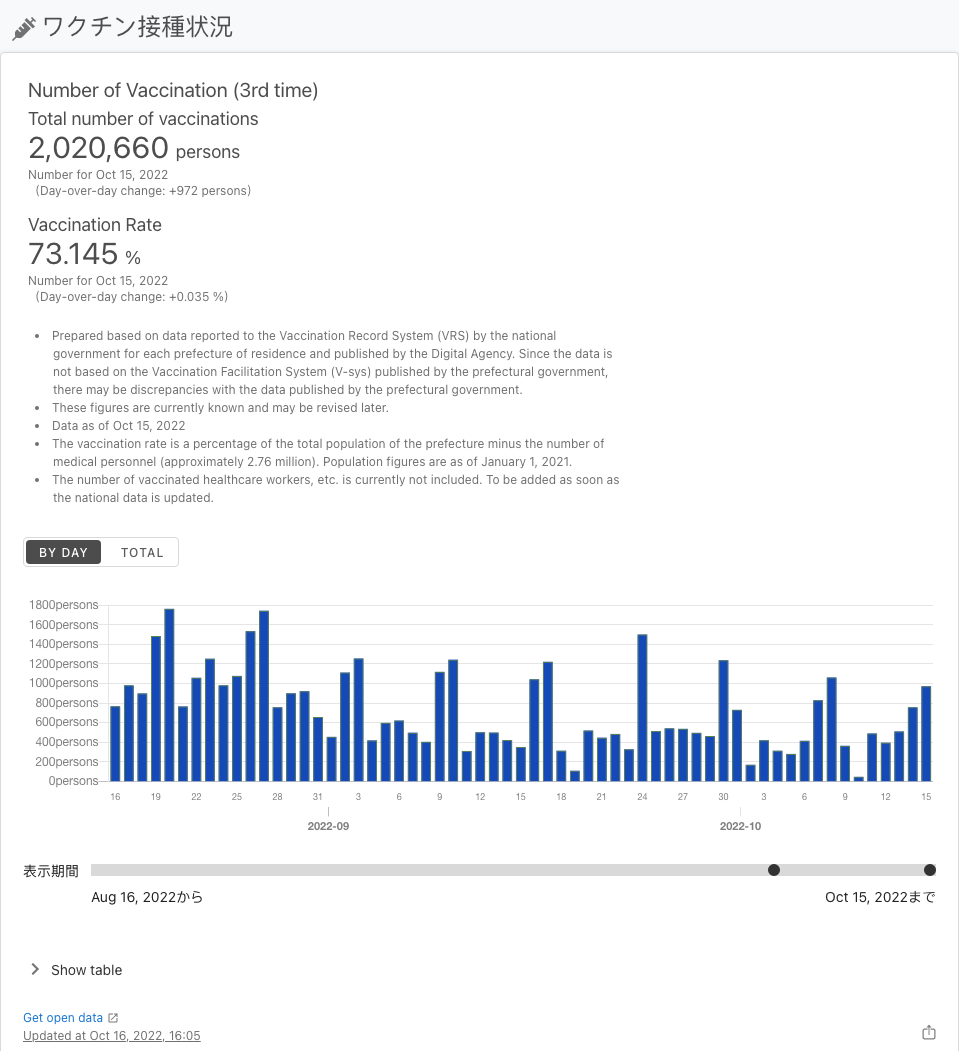 ワクチン接種状況
Number of Vaccination (3rd time)
Total number of vaccinations
2,020,660 persons
Number for Oct 15, 2022
(Day-over-day change: +972 persons)
Vaccination Rate
73.145 %
Number for Oct 15, 2022
(Day-over-day change: +0.035 %)
• Prepared based on data reported to the Vaccination Record System (VRS) by the national
government for each prefecture of residence and published by the Digital Agency. Since the data is
not based on the Vaccination Facilitation System (V-sys) published by the prefectural government,
there may be discrepancies with the data published by the prefectural government.
• These figures are currently known and may be revised later.
• Data as of Oct 15, 2022
• The vaccination rate is a percentage of the total population of the prefecture minus the number of
medical personnel (approximately 2.76 million). Population figures are as of January 1, 2021.
• The number of vaccinated healthcare workers, etc. is currently not included. To be added as soon as
the national data is updated.
BY DAY TOTAL
1800persons
1600persons
1400persons
1200persons
1000persons
800persons
600persons
400persons
200persons
0persons
16 19 22 25 28 31 3 6 9 12 15 18 21 24 27 30 3 6 9 12 15
2022-09 2022-10
表示期間
Aug 16, 2022から Oct 15, 2022まで
Show table
Get open data
Updated at Oct 16, 2022, 16:05